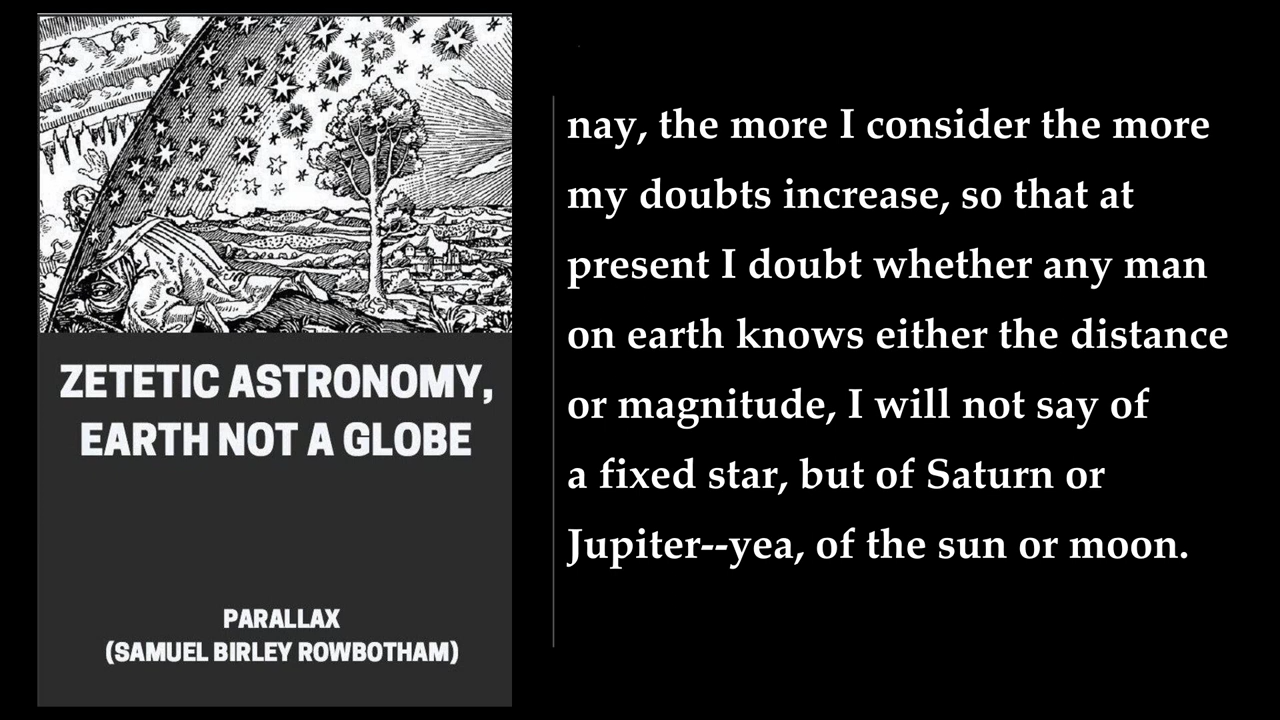 ZETETIC ASTRONOMY,
EARTH NOT A GLOBE
PARALLAX
(SAMUEL BIRLEY ROWBOTHAM)
nay, the more I consider the more
my doubts increase, so that at
present I doubt whether any man
on earth knows either the distance
or magnitude, I will not say of
a fixed star, but of Saturn or
Jupiter--yea, of the sun or moon.